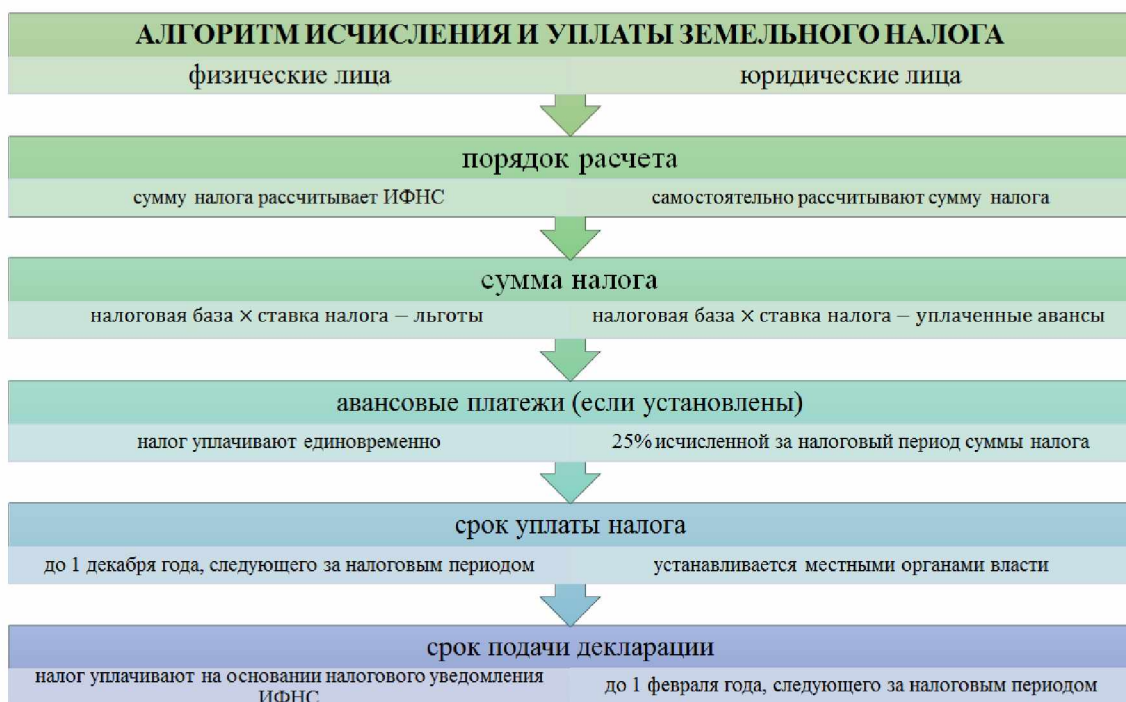 АЛГОРИТМ ИСЧИСЛЕНИЯ И УПЛАТЫ ЗЕМЕЛЬНОГО НАЛОГА
физические лица
юридические лица
порядок расчета
сумму налога рассчитывает ИФНС
самостоятельно рассчитывают сумму налога
сумма налога
налоговая база × ставка налога − льготы
налоговая база × ставка налога − уплаченные авансы
авансовые платежи (если установлены)
налог уплачивают единовременно
25% исчисленной за налоговый период суммы налога
срок уплаты налога
до 1 декабря года, следующего за налоговым периодом
устанавливается местными органами власти
срок подачи декларации
налог уплачивают на основании налогового уведомления
ИФНС
до 1 февраля года, следующего за налоговым периодом